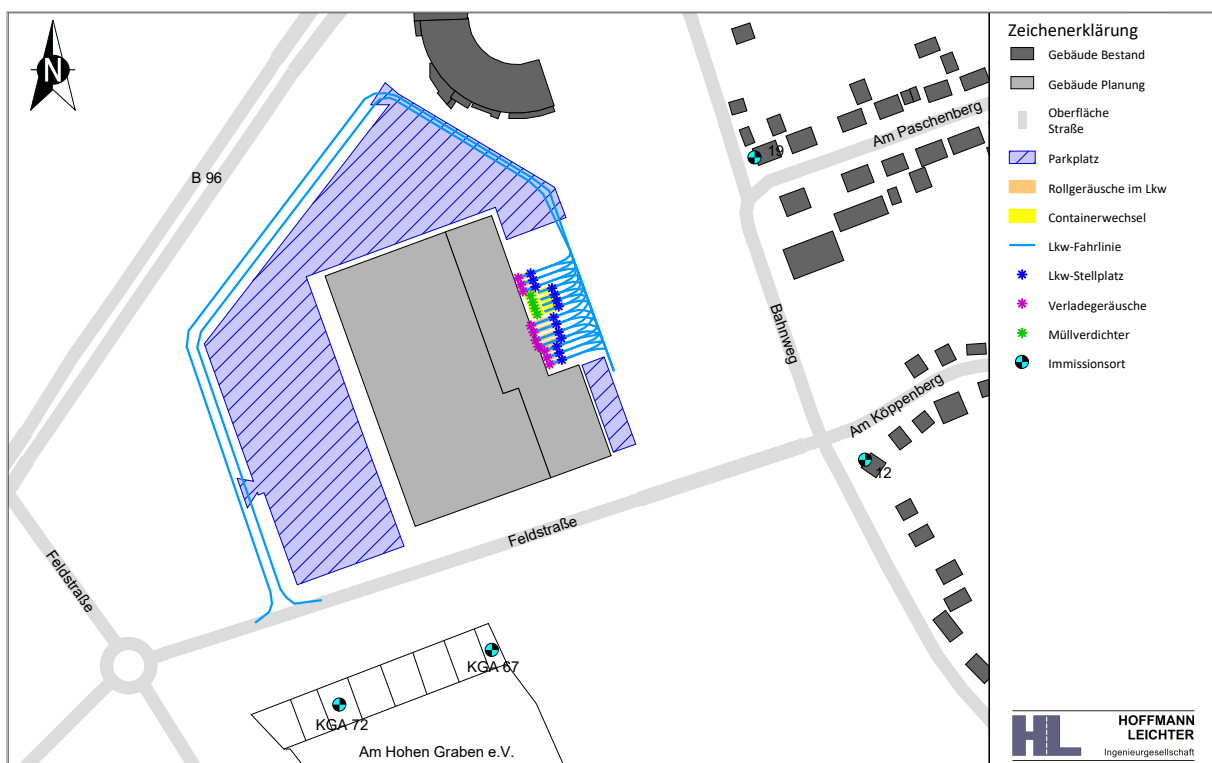 N
B 96
19
Am Paschenberg
Bahnweg
Am Köppenberg
12
Feldstraße
Feldstraße
KGA 67
KGA 72
Am Hohen Graben e.V.
Zeichenerklärung
Gebäude Bestand
Gebäude Planung
Oberfläche
Straße
Parkplatz
Rollgeräusche im Lkw
Containerwechsel
Lkw-Fahrlinie
Lkw-Stellplatz
Verladegeräusche
Müllverdichter
Immissionsort
HL
HOFFMANN
LEICHTER
Ingenieurgesellschaft